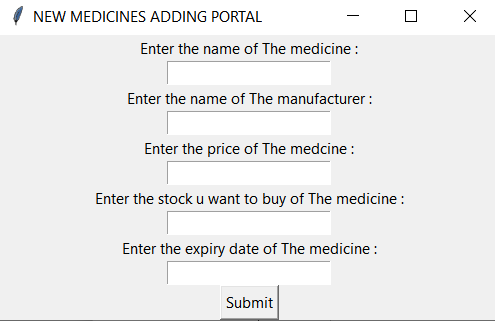 NEW MEDICINES ADDING PORTAL
Enter the name of The medicine :
Enter the name of The manufacturer :
Enter the price of The medcine :
Enter the stock u want to buy of The medicine :
Enter the expiry date of The medicine :
Submit